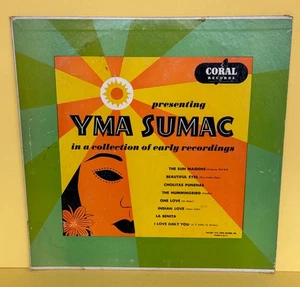 CORAL
RECORDS
presenting
YMA SUMAC
in a collection of early recordings
THE SUN MAIDENS
BEAUTIFUL EYES
CHOLITAS PUNENAS
THE HUMMINGBIRD
ONE LOVE
INDIAN LOVE
LA BENITA
I LOVE ONLY YOU